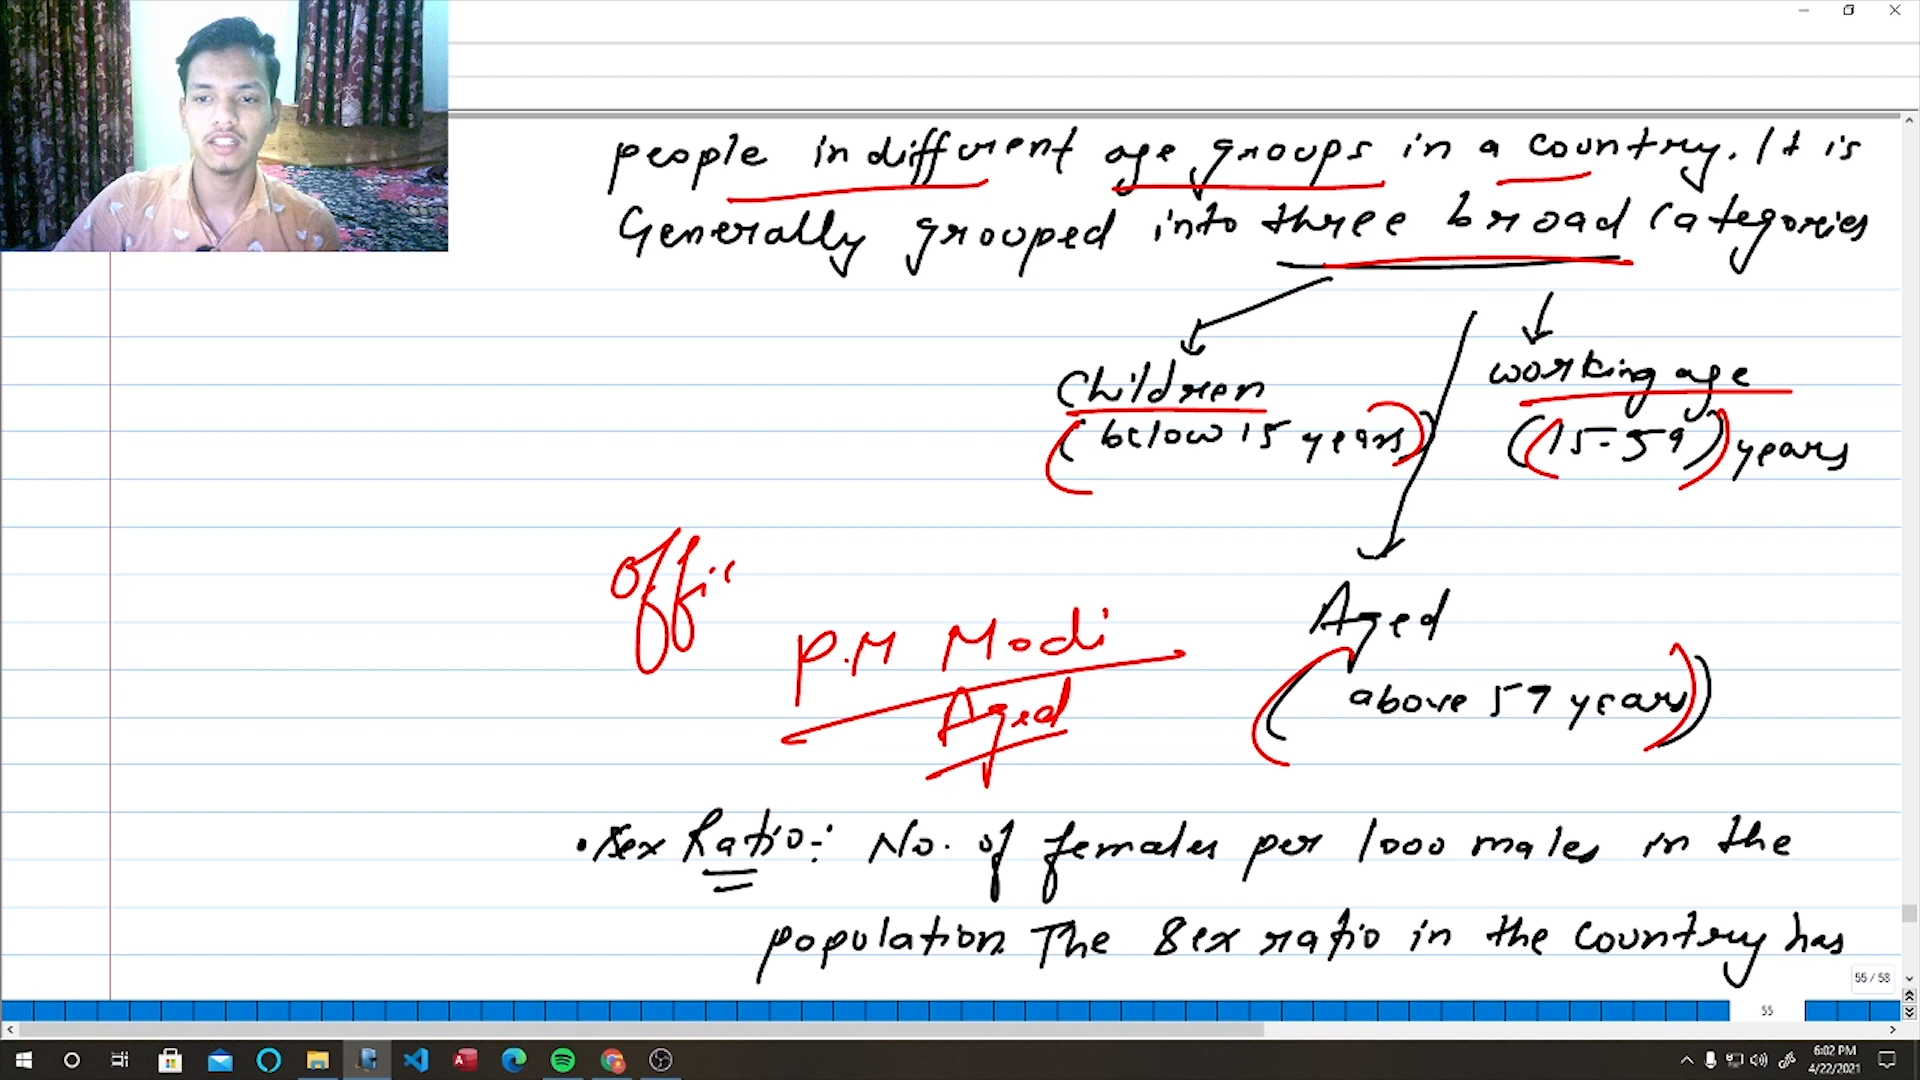 people in different age groups in a country. It is
Generally grouped into three broad Categories
Children
(below 15 years)
working age
(15-59) years
Offic
P.M Modi
Aged
Aged
(above 59 years)
• Sex Ratio:- No. of females per 1000 males in the
population. The Sex ratio in the country has
55 / 58
55
6:02 PM
4/22/2021